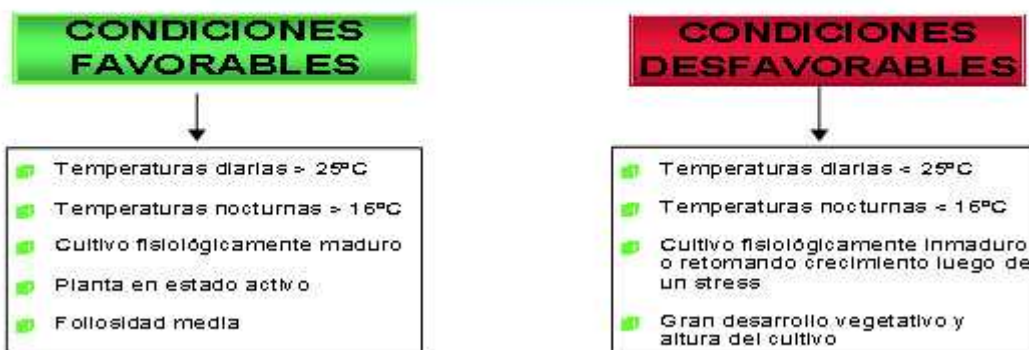 CONDICIONES
FAVORABLES
Temperaturas diarias > 25ºC
Temperaturas nocturnas > 16ºC
Cultivo fisiológicamente maduro
Planta en estado activo
Foliosidad media
CONDICIONES
DESFAVORABLES
Temperaturas diarias < 25ºC
Temperaturas nocturnas < 16ºC
Cultivo fisiológicamente inmaduro
o retomando crecimiento luego de
un stress
Gran desarrollo vegetativo y
altura del cultivo